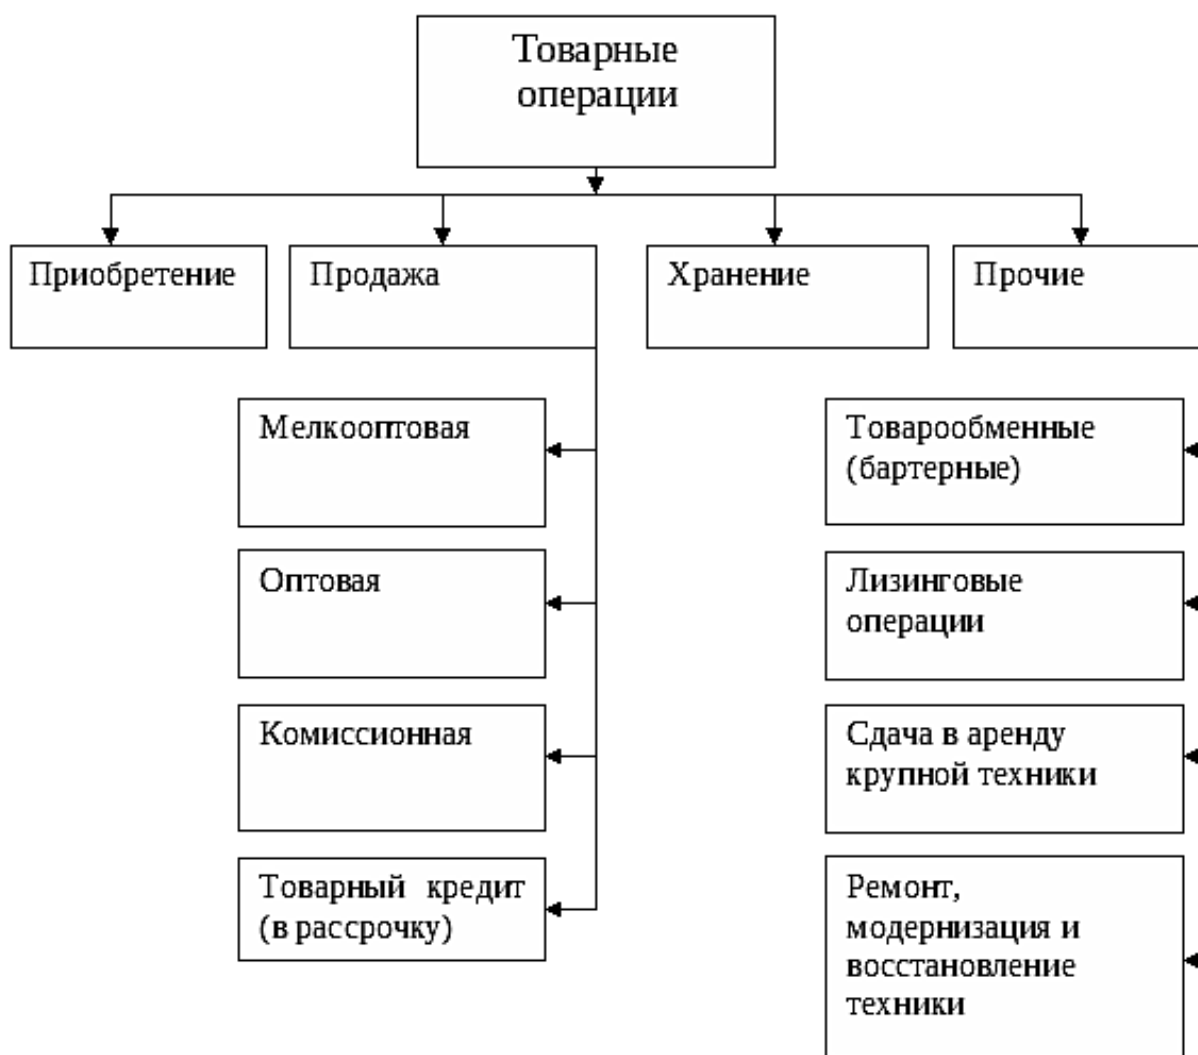 Товарные
операции
Приобретение
Продажа
Хранение
Прочие
Мелкооптовая
Оптовая
Комиссионная
Товарный кредит
(в рассрочку)
Товарообменные
(бартерные)
Лизинговые
операции
Сдача в аренду
крупной техники
Ремонт,
модернизация и
восстановление
техники